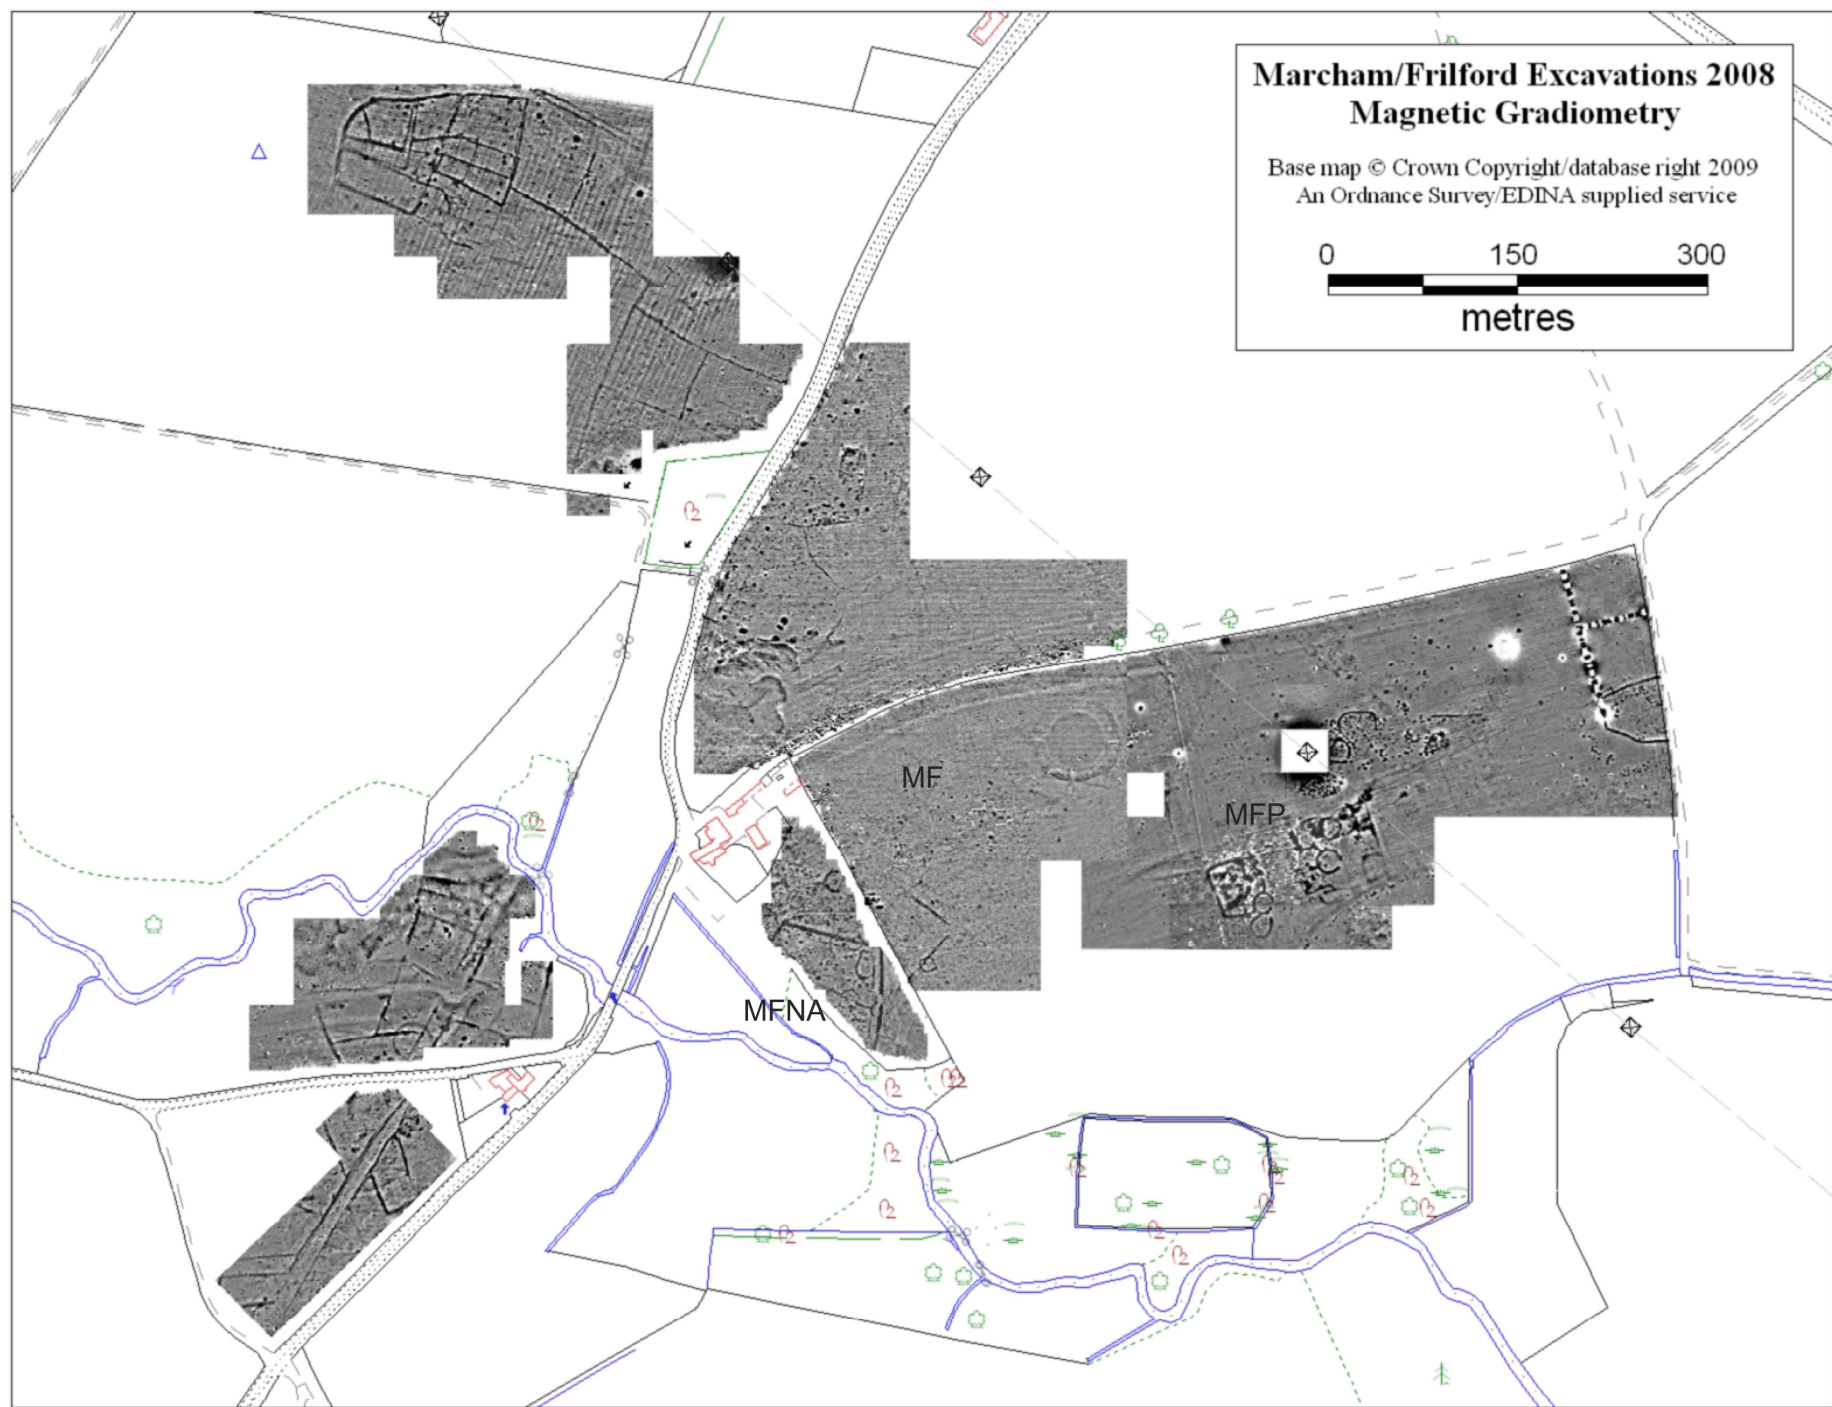 Marcham/Frilford Excavations 2008
Magnetic Gradiometry
Base map © Crown Copyright/database right 2009
An Ordnance Survey/EDINA supplied service
0 150 300
metres
MF
MFP
MFNA